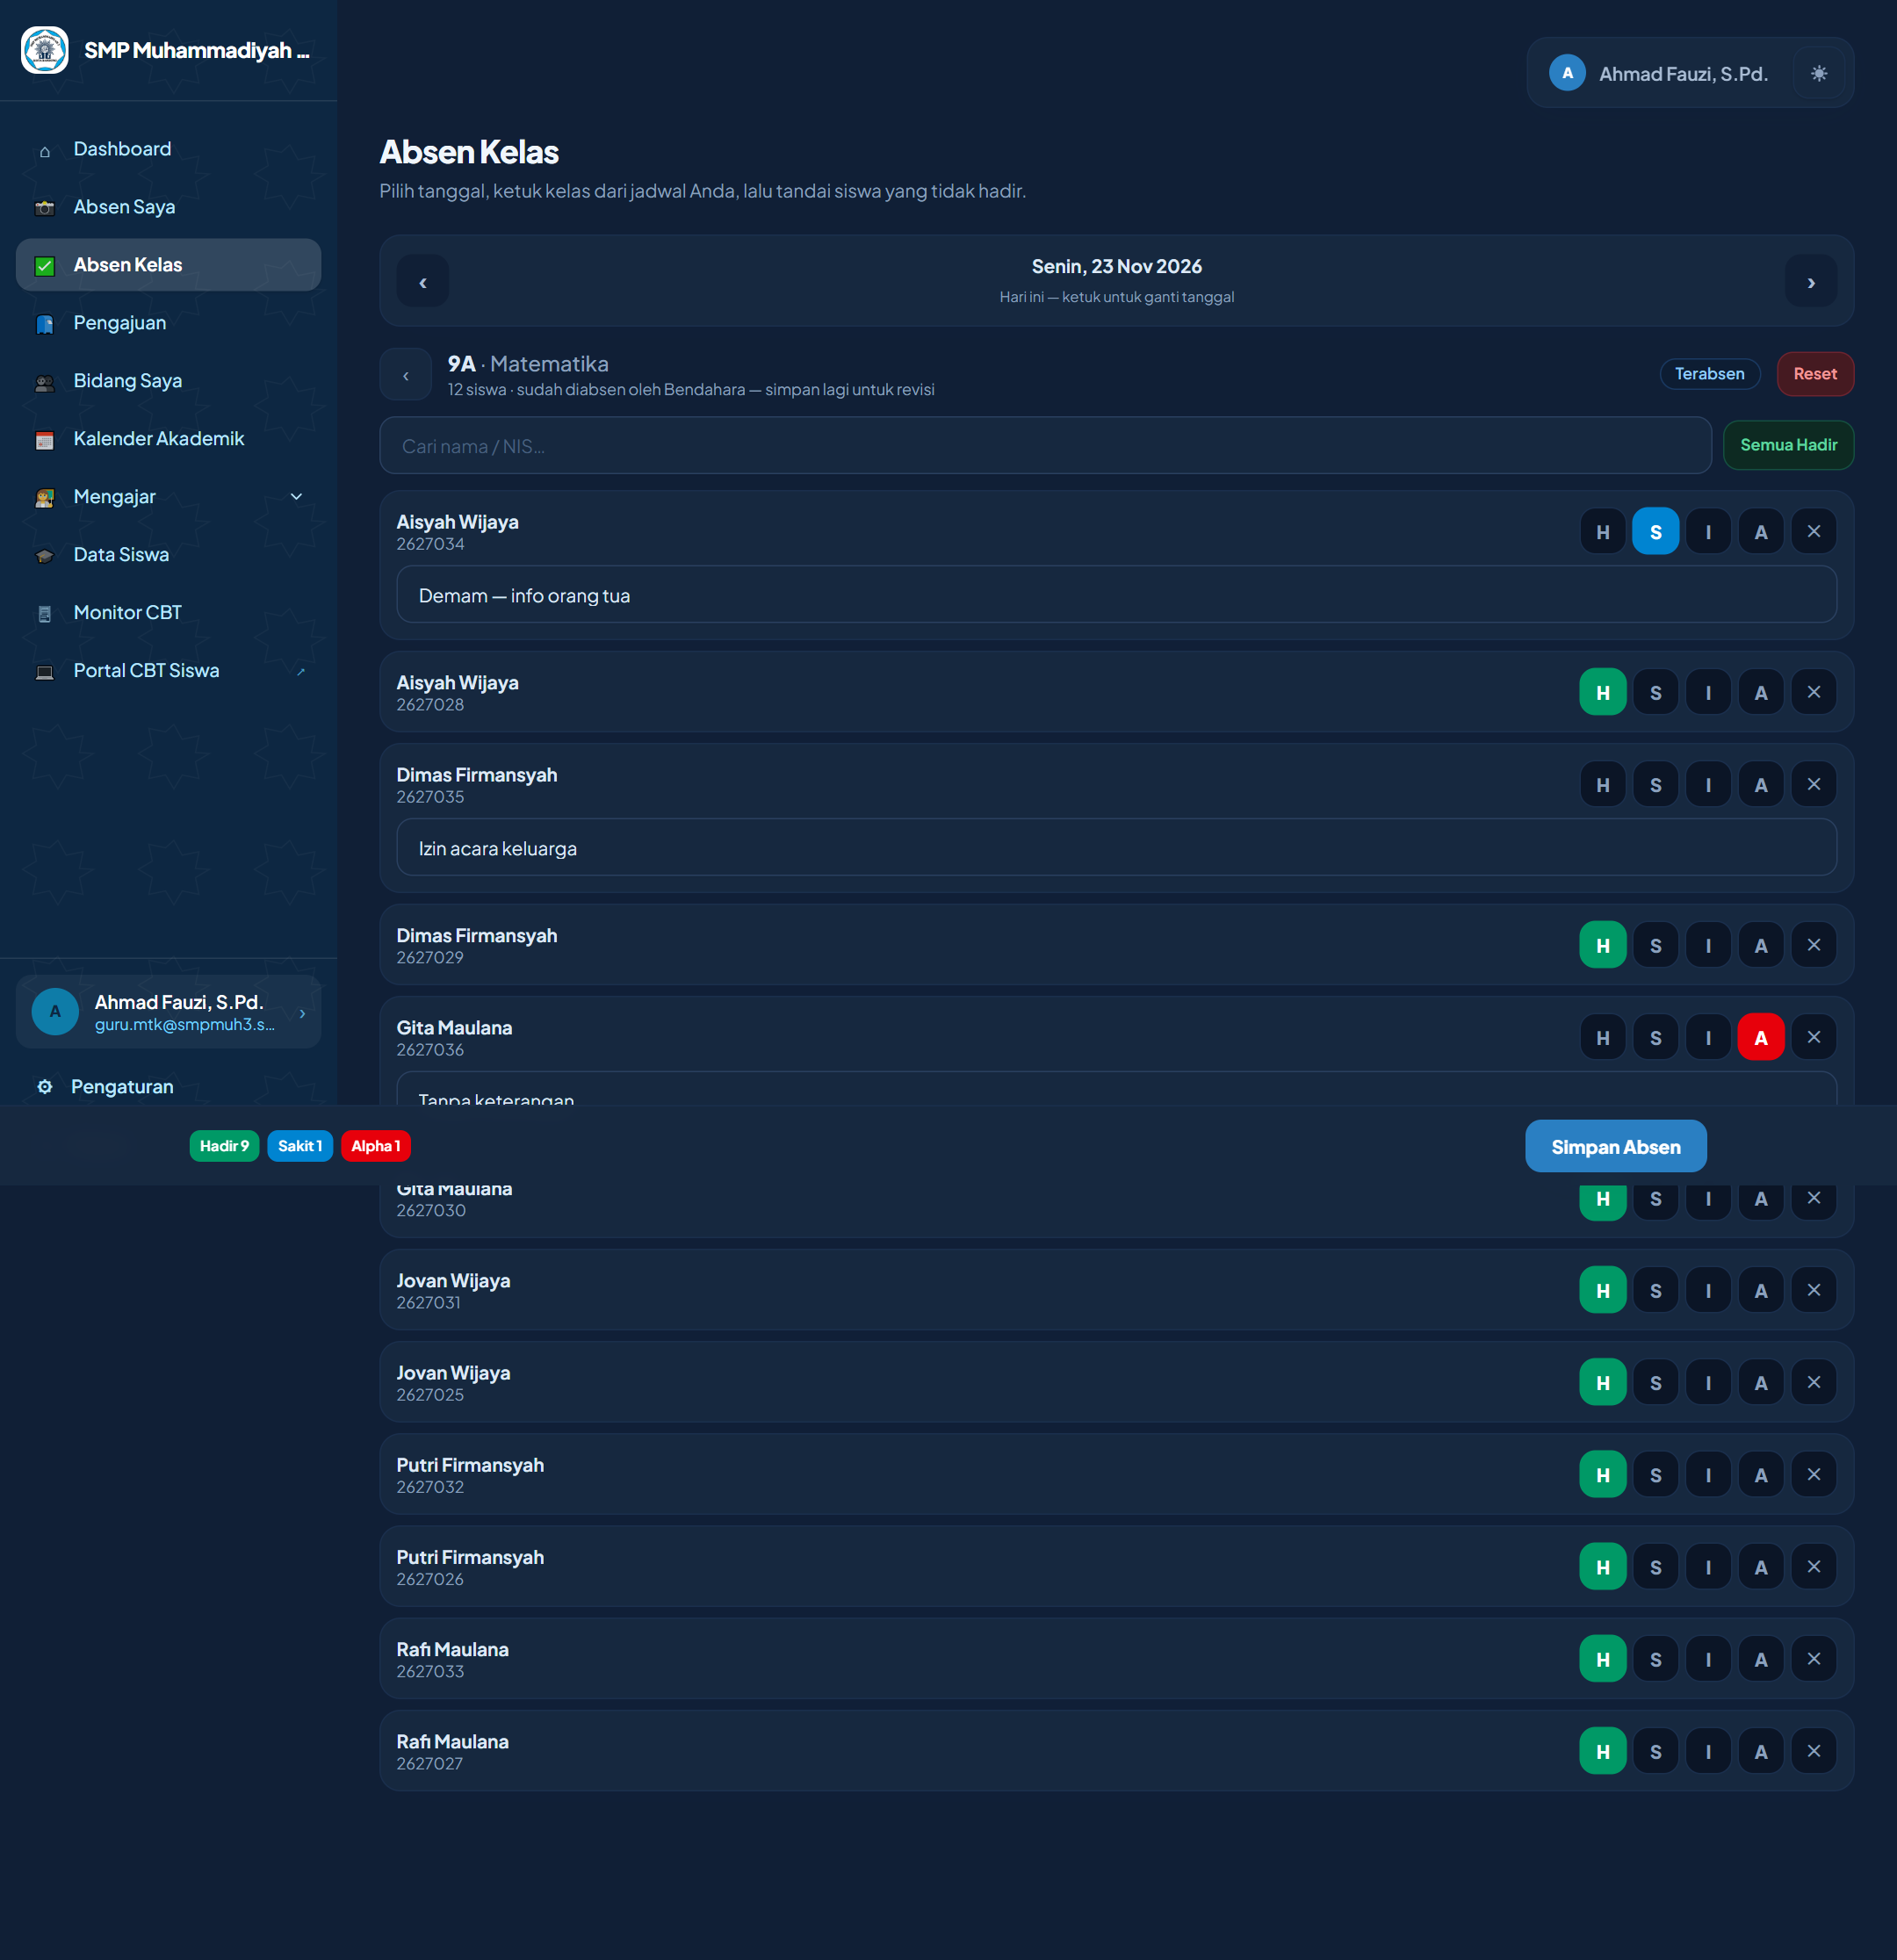 SMP Muhammadiyah ...
Dashboard
Absen Saya
Absen Kelas
Pengajuan
Bidang Saya
Kalender Akademik
Mengajar
Data Siswa
Monitor CBT
Portal CBT Siswa ↗
A
Ahmad Fauzi, S.Pd.
guru.mtk@smpmuh3.s... ›
Pengaturan
A Ahmad Fauzi, S.Pd.
Absen Kelas
Pilih tanggal, ketuk kelas dari jadwal Anda, lalu tandai siswa yang tidak hadir.
‹ Senin, 23 Nov 2026 ›
Hari ini — ketuk untuk ganti tanggal
‹ 9A · Matematika
12 siswa · sudah diabsen oleh Bendahara — simpan lagi untuk revisi
Terabsen Reset
Cari nama / NIS...
Semua Hadir
Aisyah Wijaya
2627034
H S I A ✕
Demam — info orang tua
Aisyah Wijaya
2627028
H S I A ✕
Dimas Firmansyah
2627035
H S I A ✕
Izin acara keluarga
Dimas Firmansyah
2627029
H S I A ✕
Gita Maulana
2627036
H S I A ✕
Tanpa keterangan
Hadir 9 Sakit 1 Alpha 1 Simpan Absen
Gita Maulana
2627030
H S I A ✕
Jovan Wijaya
2627031
H S I A ✕
Jovan Wijaya
2627025
H S I A ✕
Putri Firmansyah
2627032
H S I A ✕
Putri Firmansyah
2627026
H S I A ✕
Rafi Maulana
2627033
H S I A ✕
Rafi Maulana
2627027
H S I A ✕